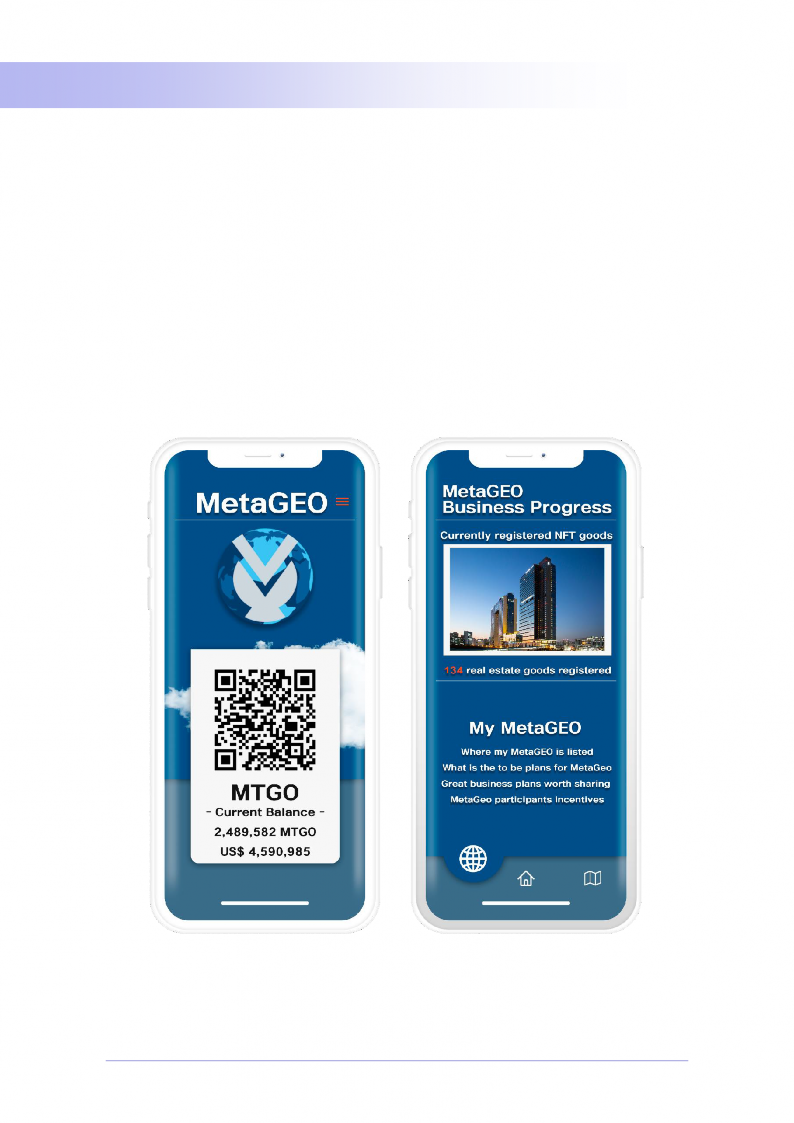 MetaGEO
MTGO
- Current Balance -
2,489,582 MTGO
US$ 4,590,985
MetaGEO
Business Progress
Currently registered NFT goods
134 real estate goods registered
My MetaGEO
Where my MetaGEO is listed
What is the to be plans for MetaGeo
Great business plans worth sharing
MetaGeo participants incentives